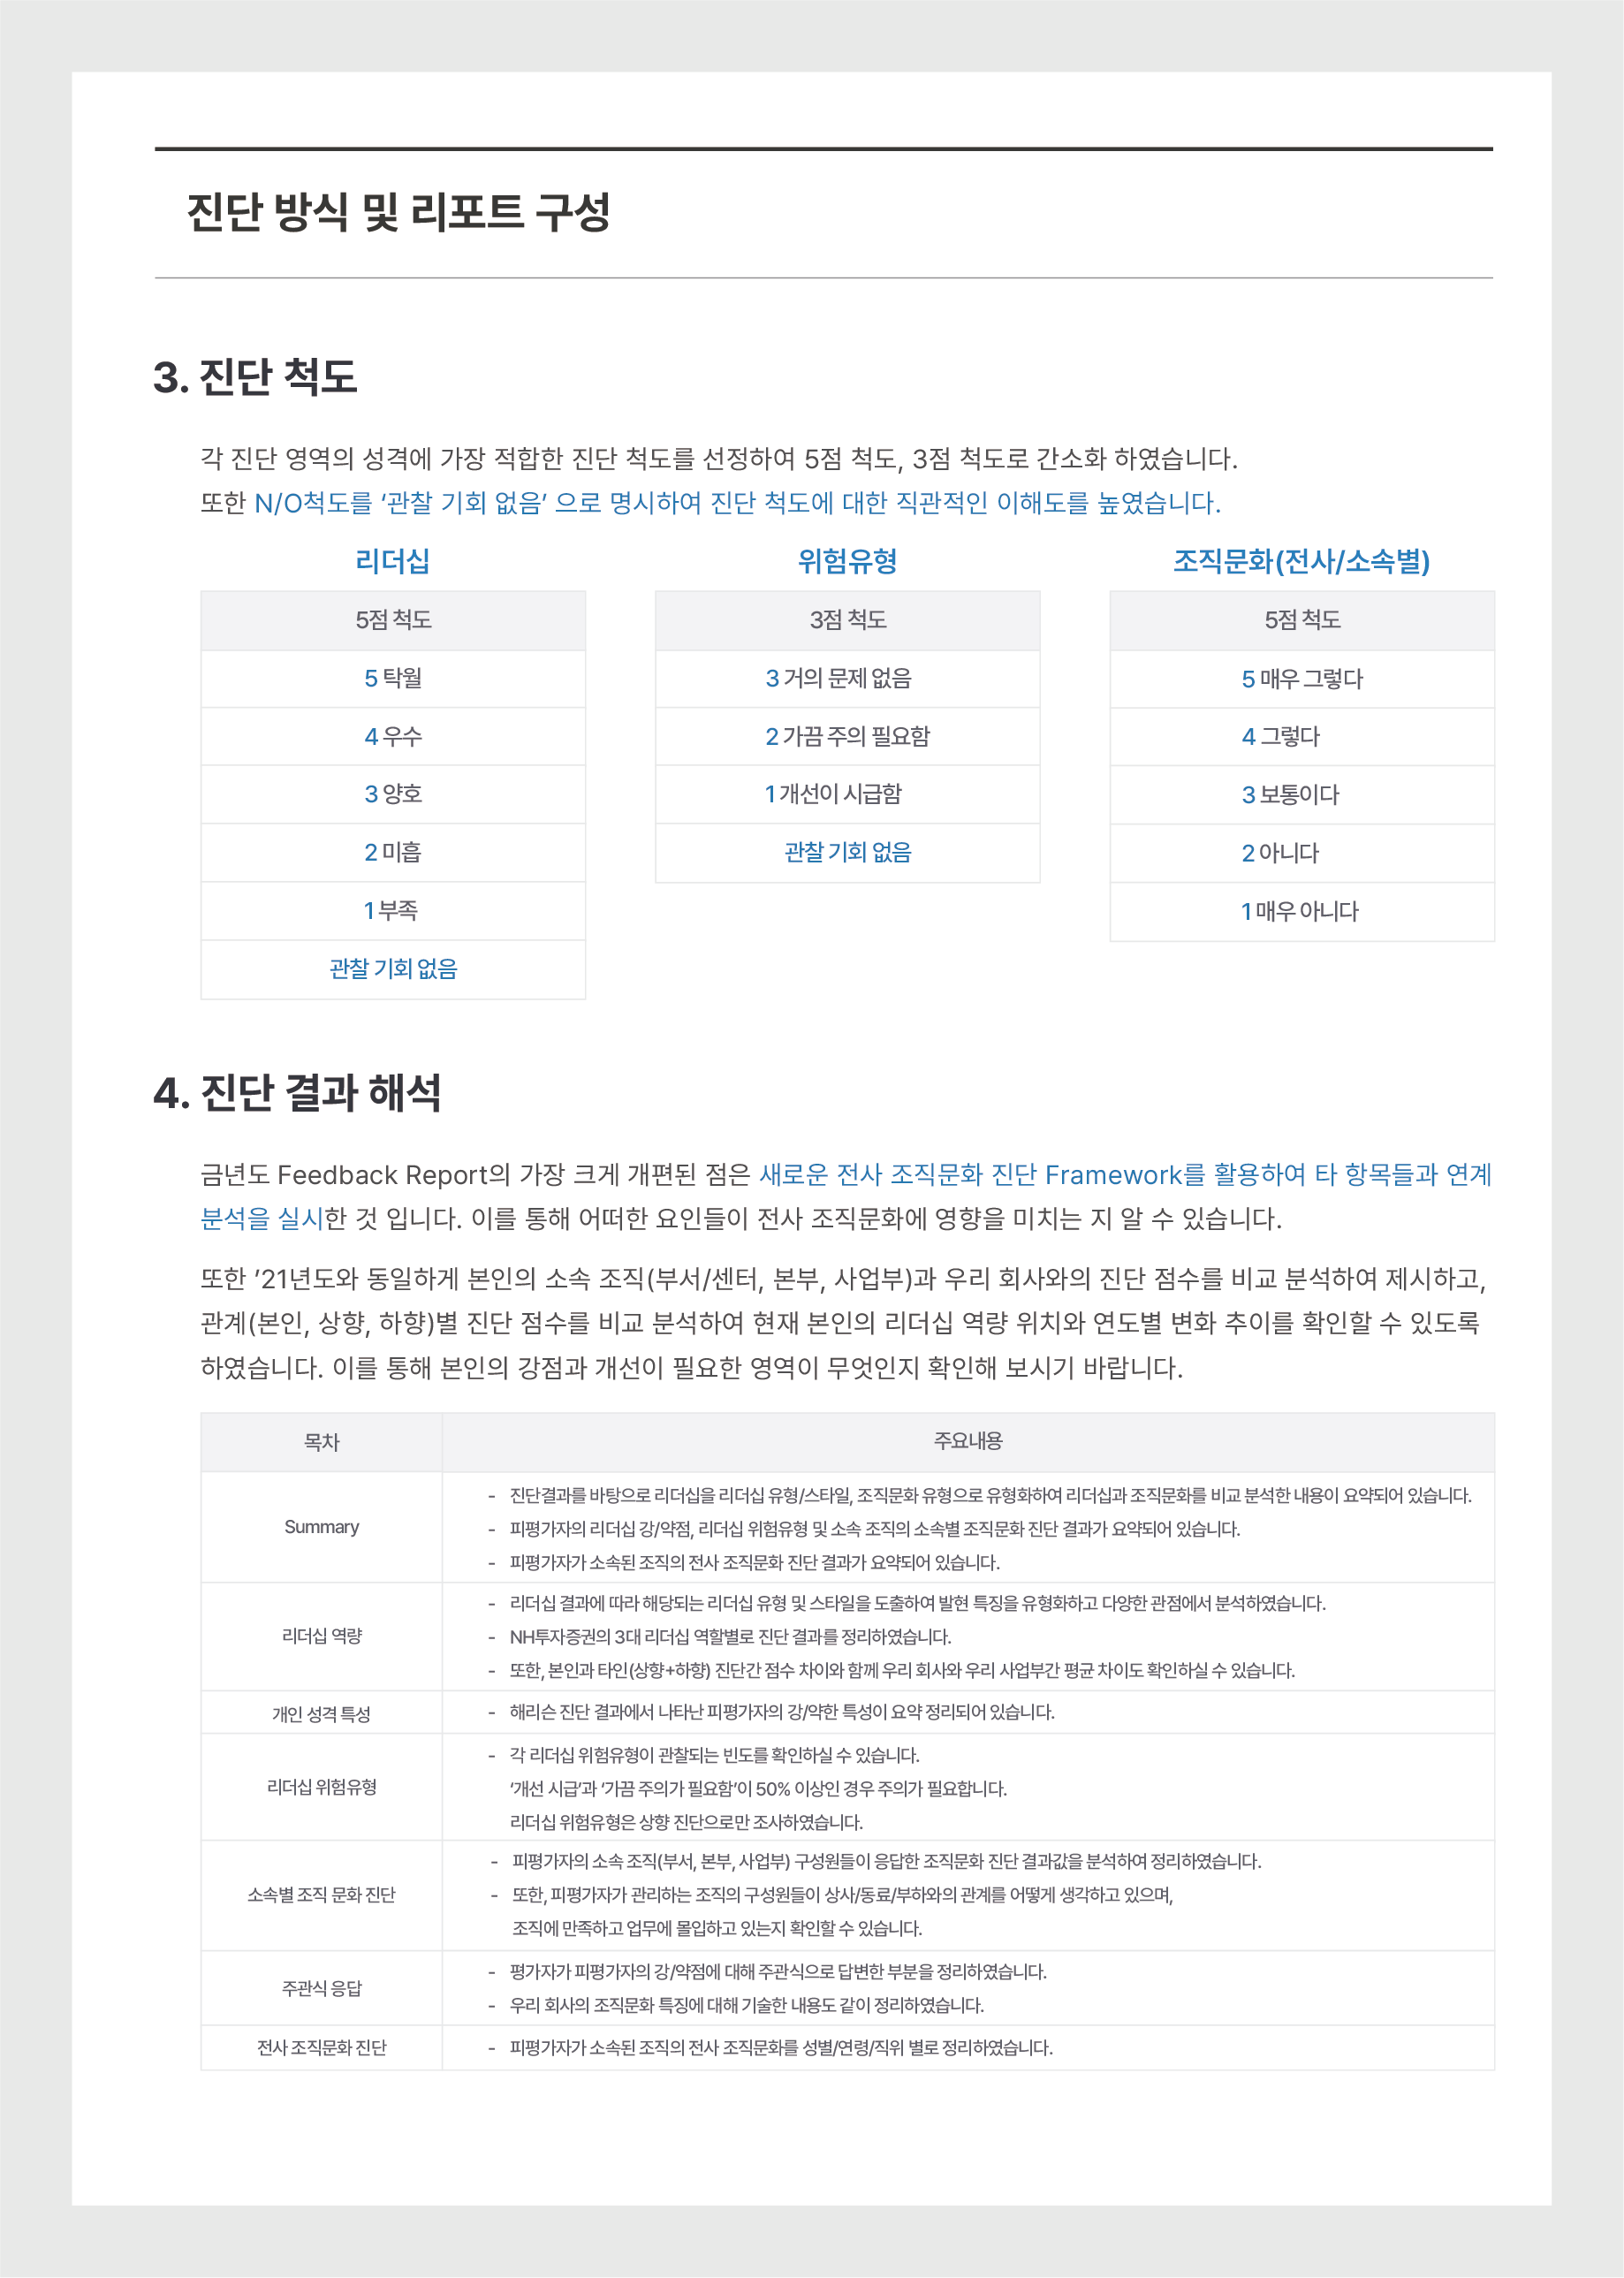 진단 방식 및 리포트 구성
3. 진단 척도
각 진단 영역의 성격에 가장 적합한 진단 척도를 선정하여 5점 척도, 3점 척도로 간소화 하였습니다.
또한 N/O척도를 ‘관찰 기회 없음’ 으로 명시하여 진단 척도에 대한 직관적인 이해도를 높였습니다.
리더십
5점 척도
5 탁월
4 우수
3 양호
2 미흡
1 부족
관찰 기회 없음
위험유형
3점 척도
3 거의 문제 없음
2 가끔 주의 필요함
1 개선이 시급함
관찰 기회 없음
조직문화(전사/소속별)
5점 척도
5 매우 그렇다
4 그렇다
3 보통이다
2 아니다
1 매우 아니다
4. 진단 결과 해석
금년도 Feedback Report의 가장 크게 개편된 점은 새로운 전사 조직문화 진단 Framework를 활용하여 타 항목들과 연계
분석을 실시한 것 입니다. 이를 통해 어떠한 요인들이 전사 조직문화에 영향을 미치는 지 알 수 있습니다.
또한 ’21년도와 동일하게 본인의 소속 조직(부서/센터, 본부, 사업부)과 우리 회사와의 진단 점수를 비교 분석하여 제시하고,
관계(본인, 상향, 하향)별 진단 점수를 비교 분석하여 현재 본인의 리더십 역량 위치와 연도별 변화 추이를 확인할 수 있도록
하였습니다. 이를 통해 본인의 강점과 개선이 필요한 영역이 무엇인지 확인해 보시기 바랍니다.
목차
주요내용
Summary
- 진단결과를 바탕으로 리더십을 리더십 유형/스타일, 조직문화 유형으로 유형화하여 리더십과 조직문화를 비교 분석한 내용이 요약되어 있습니다.
- 피평가자의 리더십 강/약점, 리더십 위험유형 및 소속 조직의 소속별 조직문화 진단 결과가 요약되어 있습니다.
- 피평가자가 소속된 조직의 전사 조직문화 진단 결과가 요약되어 있습니다.
리더십 역량
- 리더십 결과에 따라 해당되는 리더십 유형 및 스타일을 도출하여 발현 특징을 유형화하고 다양한 관점에서 분석하였습니다.
- NH투자증권의 3대 리더십 역할별로 진단 결과를 정리하였습니다.
- 또한, 본인과 타인(상향+하향) 진단간 점수 차이와 함께 우리 회사와 우리 사업부간 평균 차이도 확인하실 수 있습니다.
개인 성격 특성
- 해리슨 진단 결과에서 나타난 피평가자의 강/약한 특성이 요약 정리되어 있습니다.
리더십 위험유형
- 각 리더십 위험유형이 관찰되는 빈도를 확인하실 수 있습니다.
‘개선 시급’과 ‘가끔 주의가 필요함’이 50% 이상인 경우 주의가 필요합니다.
리더십 위험유형은 상향 진단으로만 조사하였습니다.
소속별 조직 문화 진단
- 피평가자의 소속 조직(부서, 본부, 사업부) 구성원들이 응답한 조직문화 진단 결과값을 분석하여 정리하였습니다.
- 또한, 피평가자가 관리하는 조직의 구성원들이 상사/동료/부하와의 관계를 어떻게 생각하고 있으며,
조직에 만족하고 업무에 몰입하고 있는지 확인할 수 있습니다.
주관식 응답
- 평가자가 피평가자의 강/약점에 대해 주관식으로 답변한 부분을 정리하였습니다.
- 우리 회사의 조직문화 특징에 대해 기술한 내용도 같이 정리하였습니다.
전사 조직문화 진단
- 피평가자가 소속된 조직의 전사 조직문화를 성별/연령/직위 별로 정리하였습니다.